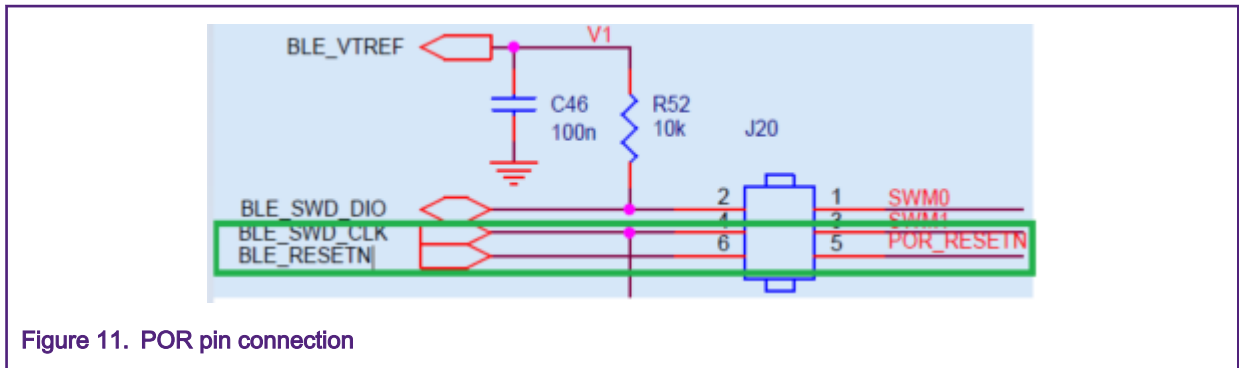 V1
BLE_VTREF
C46
100n
R52
10k
J20
BLE_SWD_DIO
2
1
SWM0
BLE_SWD_CLK
4
3
SWM1
BLE_RESETN
6
5
POR_RESETN
Figure 11. POR pin connection